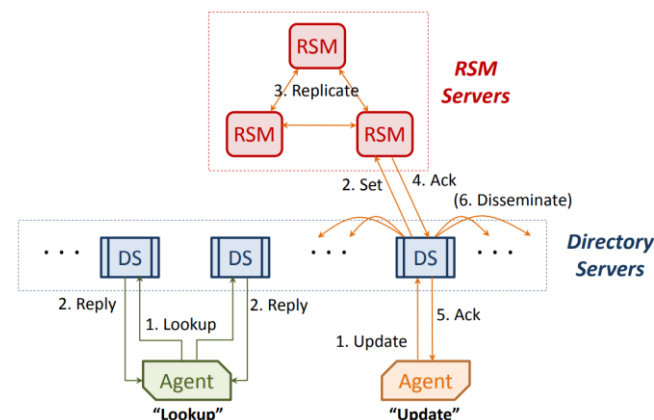 RSM
RSM
Servers
3. Replicate
RSM
RSM
2. Set
4. Ack
(6. Disseminate)
· · ·
DS
DS
· · ·
DS
· · ·
Directory
Servers
2. Reply
1. Lookup
2. Reply
1. Update
5. Ack
Agent
Agent
“Lookup”
“Update”